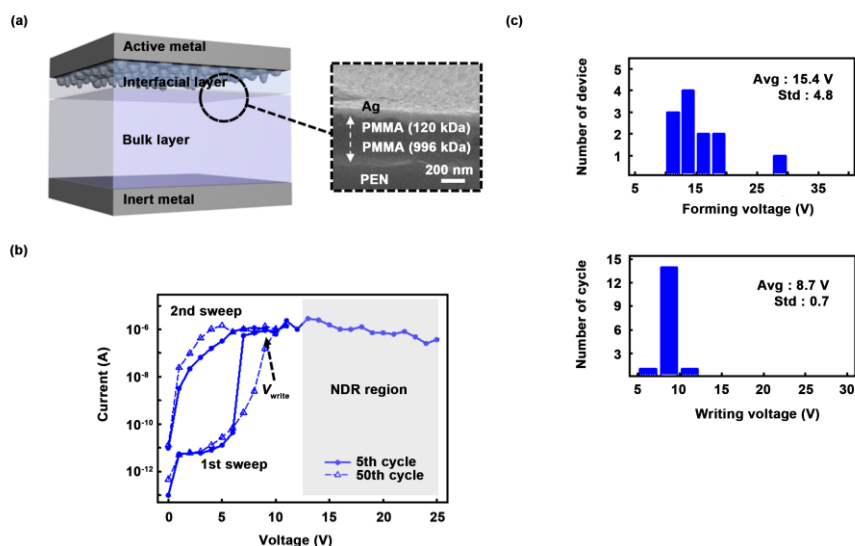 (a)
Active metal
Interfacial layer
Bulk layer
Inert metal
Ag
PMMA (120 kDa)
PMMA (996 kDa)
200 nm
PEN
(b)
Current (A)
10-6
10-8
10-10
10-12
2nd sweep
1st sweep
Vwrite
NDR region
5th cycle
50th cycle
0 5 10 15 20 25
Voltage (V)
(c)
Number of device
5
4
3
2
1
Avg : 15.4 V
Std : 4.8
5 15 25 35
Forming voltage (V)
Number of cycle
15
12
9
6
3
Avg : 8.7 V
Std : 0.7
5 10 15 20 25 30
Writing voltage (V)